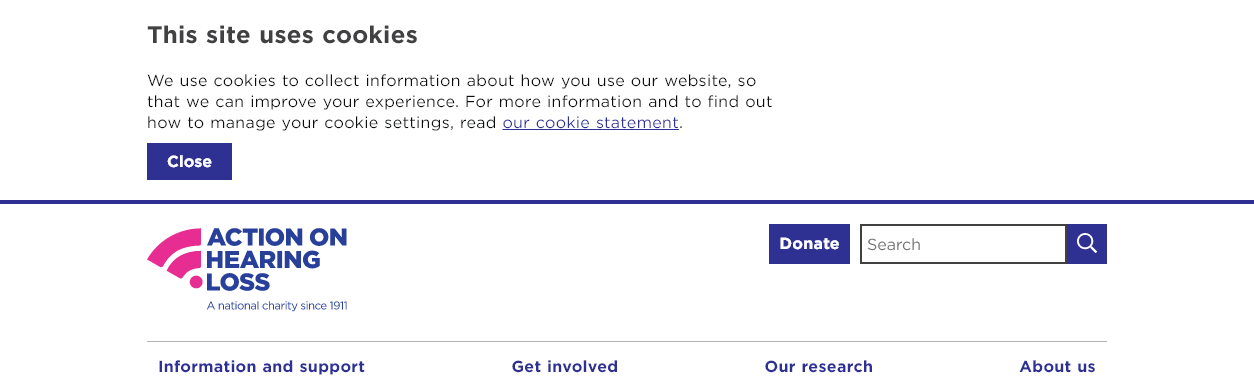 This site uses cookies
We use cookies to collect information about how you use our website, so
that we can improve your experience. For more information and to find out
how to manage your cookie settings, read our cookie statement.
Close
ACTION ON
HEARING
LOSS
A national charity since 1911
Donate
Search
Information and support
Get involved
Our research
About us